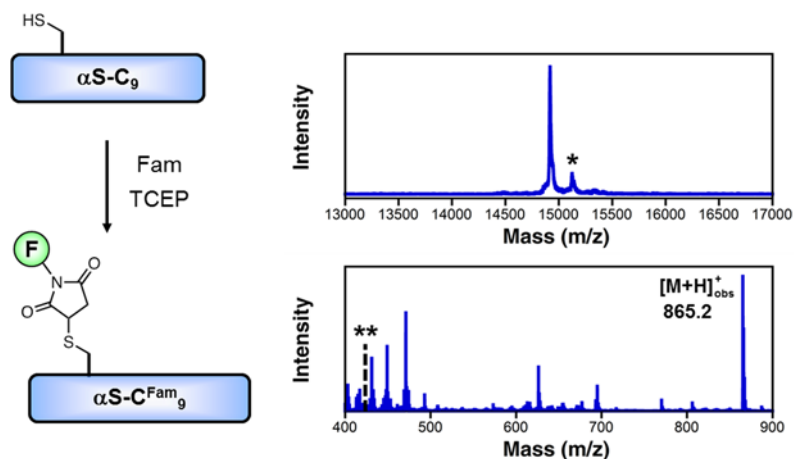 HS
αS-C₉
Fam
TCEP
F
N
O
O
S
αS-Cᶠᵃᵐ₉
Intensity
*
13000 13500 14000 14500 15000 15500 16000 16500 17000
Mass (m/z)
Intensity
**
[M+H]⁺obs
865.2
400 500 600 700 800 900
Mass (m/z)